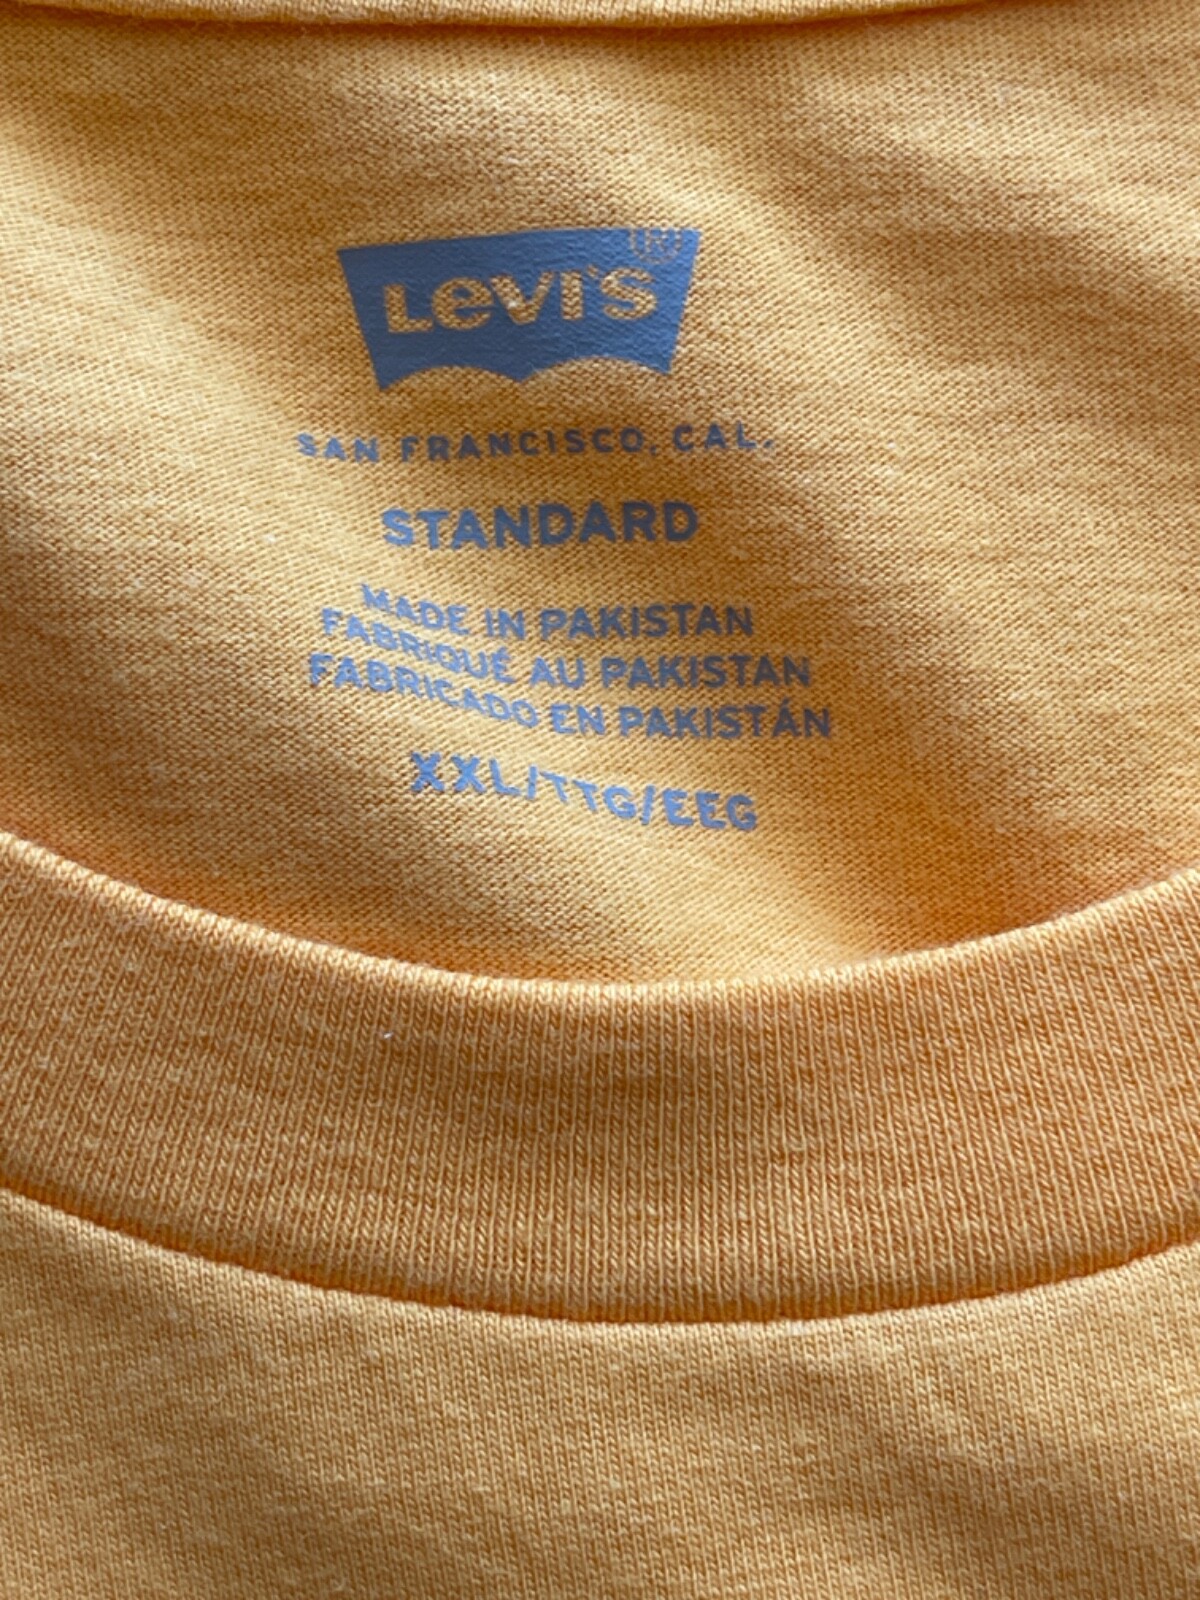 Levi's®
SAN FRANCISCO, CAL.
STANDARD
MADE IN PAKISTAN
FABRIQUÉ AU PAKISTAN
FABRICADO EN PAKISTÁN
XXL/TTG/EEG